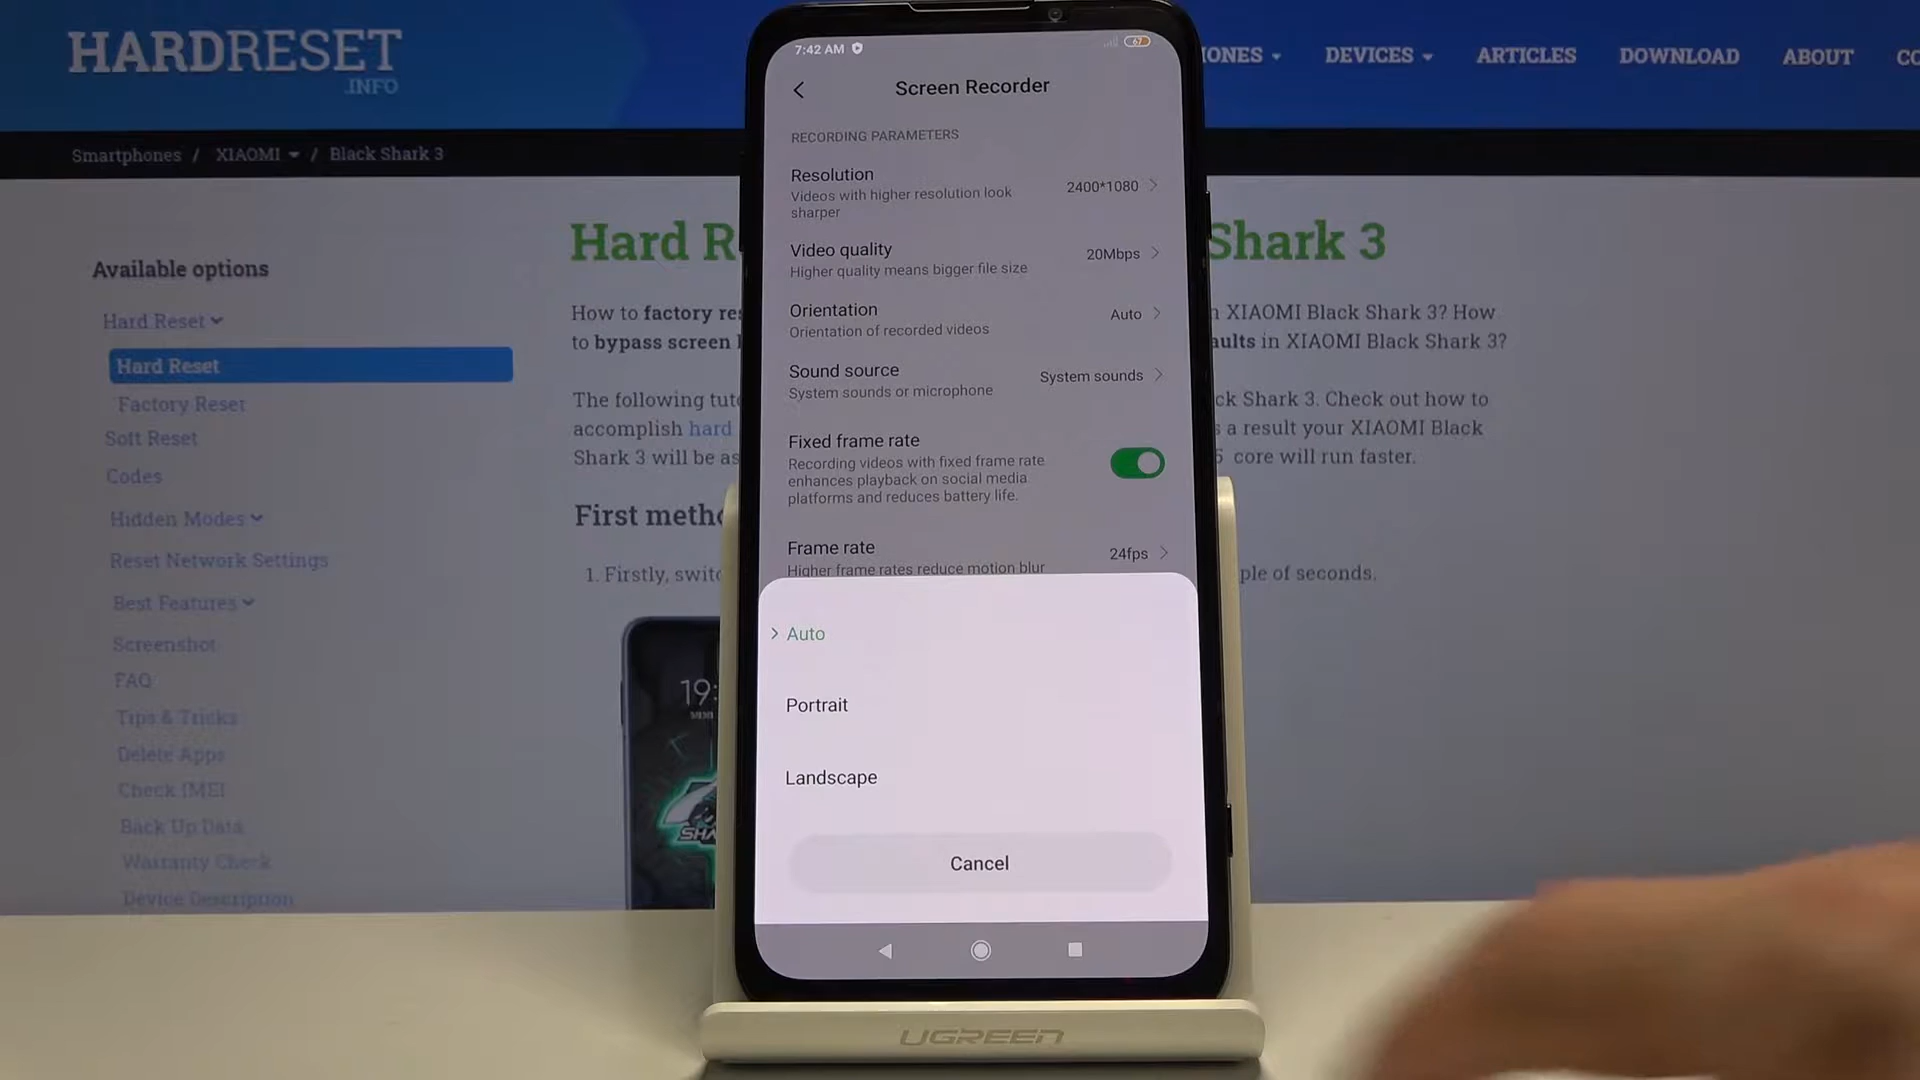 HARDRESET
.INFO
DEVICES
ARTICLES
DOWNLOAD
ABOUT
Smartphones / XIAOMI / Black Shark 3
Available options
Hard Reset
Hard Reset
Factory Reset
Soft Reset
Codes
Hidden Modes
Reset Network Settings
Best Features
Screenshot
FAQ
Tips & Tricks
Delete Apps
Check IMEI
Back Up Data
Warranty Check
Device Description
Hard R
Shark 3
How to factory re
n XIAOMI Black Shark 3? How
to bypass screen
aults in XIAOMI Black Shark 3?
The following tut
ck Shark 3. Check out how to
accomplish hard
s a result your XIAOMI Black
Shark 3 will be as
core will run faster.
First metho
1. Firstly, switc
ple of seconds.
19:
7:42 AM
67
Screen Recorder
RECORDING PARAMETERS
Resolution
Videos with higher resolution look
sharper
2400*1080
Video quality
Higher quality means bigger file size
20Mbps
Orientation
Orientation of recorded videos
Auto
Sound source
System sounds or microphone
System sounds
Fixed frame rate
Recording videos with fixed frame rate
enhances playback on social media
platforms and reduces battery life.
Frame rate
Higher frame rates reduce motion blur
24fps
Auto
Portrait
Landscape
Cancel
UGREEN